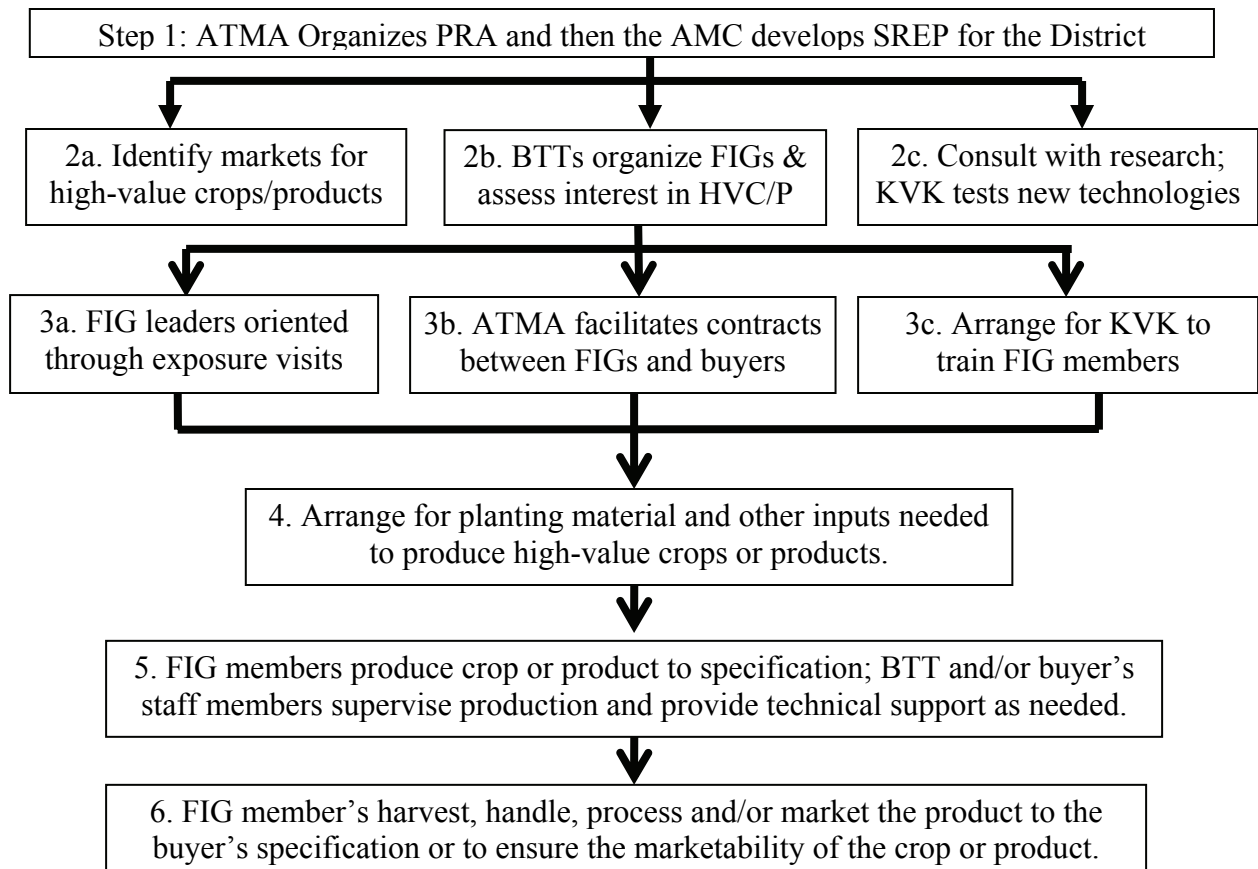 Step 1: ATMA Organizes PRA and then the AMC develops SREP for the District
2a. Identify markets for
high-value crops/products
2b. BTTs organize FIGs &
assess interest in HVC/P
2c. Consult with research;
KVK tests new technologies
3a. FIG leaders oriented
through exposure visits
3b. ATMA facilitates contracts
between FIGs and buyers
3c. Arrange for KVK to
train FIG members
4. Arrange for planting material and other inputs needed
to produce high-value crops or products.
5. FIG members produce crop or product to specification; BTT and/or buyer’s
staff members supervise production and provide technical support as needed.
6. FIG member’s harvest, handle, process and/or market the product to the
buyer’s specification or to ensure the marketability of the crop or product.